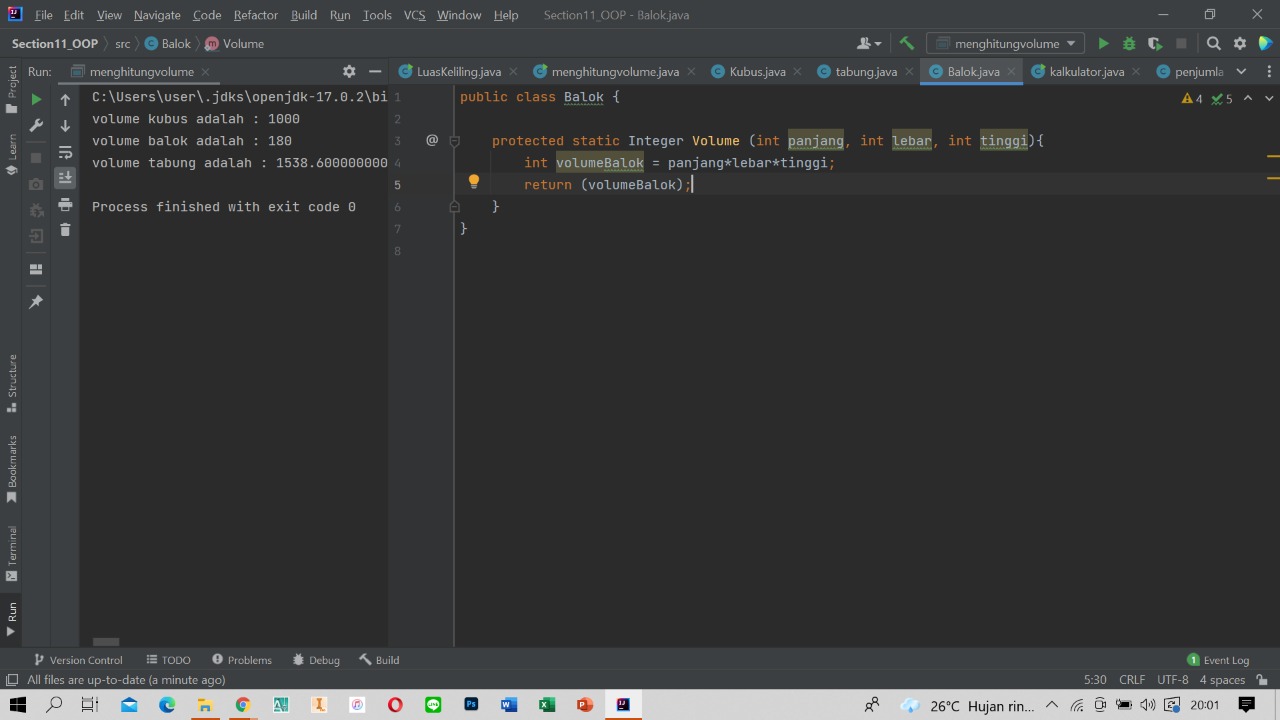 File Edit View Navigate Code Refactor Build Run Tools VCS Window Help Section11_OOP - Balok.java
Section11_OOP src Balok Volume menghitungvolume
Project
Learn
Structure
Bookmarks
Terminal
Run
Run: menghitungvolume
C:\Users\user\.jdks\openjdk-17.0.2\bi
volume kubus adalah : 1000
volume balok adalah : 180
volume tabung adalah : 1538.600000000
Process finished with exit code 0
LuasKeliling.java menghitungvolume.java Kubus.java tabung.java Balok.java kalkulator.java penjumla
4 5
1 public class Balok {
2
3 @ protected static Integer Volume (int panjang, int lebar, int tinggi){
4 int volumeBalok = panjang*lebar*tinggi;
5 return (volumeBalok);
6 }
7 }
8
Version Control TODO Problems Debug Build 1 Event Log
All files are up-to-date (a minute ago) 5:30 CRLF UTF-8 4 spaces
26°C Hujan rin... 20:01